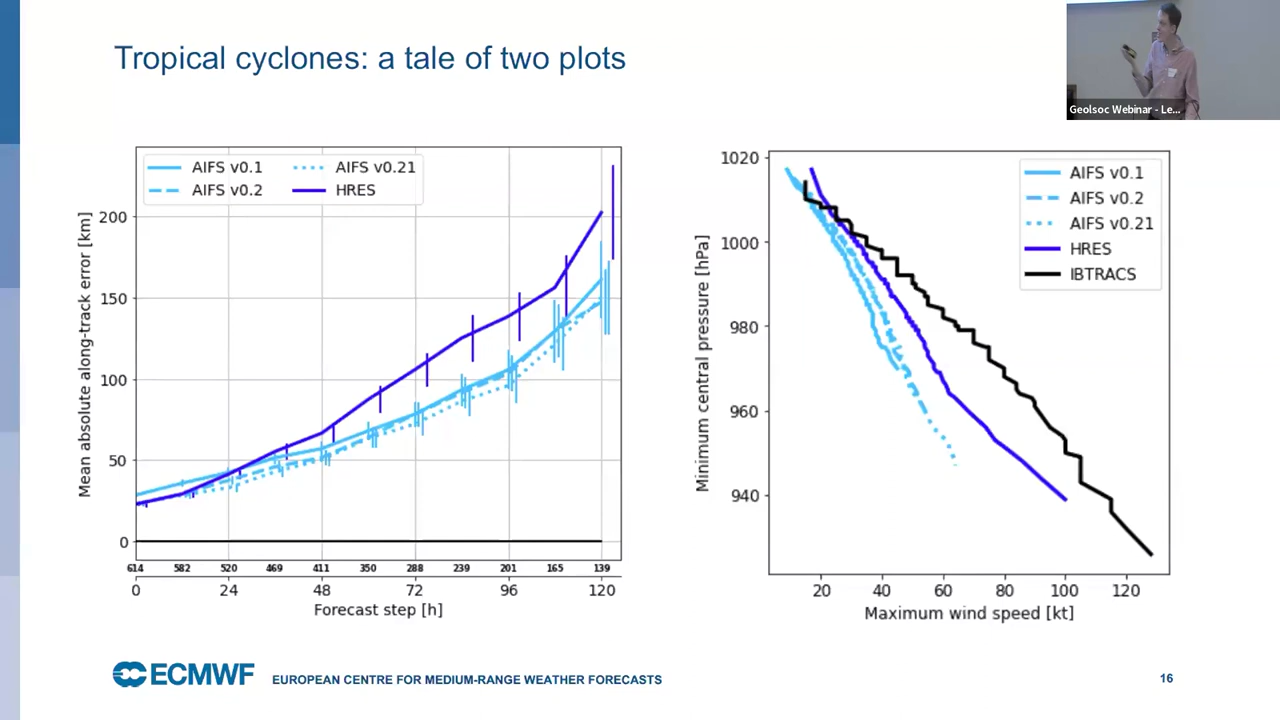 Tropical cyclones: a tale of two plots
Geolsoc Webinar - Le...
AIFS v0.1
AIFS v0.2
AIFS v0.21
HRES
Mean absolute along-track error [km]
200
150
100
50
0
614 582 520 469 411 350 288 239 201 165 139
0 24 48 72 96 120
Forecast step [h]
AIFS v0.1
AIFS v0.2
AIFS v0.21
HRES
IBTRACS
Minimum central pressure [hPa]
1020
1000
980
960
940
20 40 60 80 100 120
Maximum wind speed [kt]
ECMWF EUROPEAN CENTRE FOR MEDIUM-RANGE WEATHER FORECASTS
16